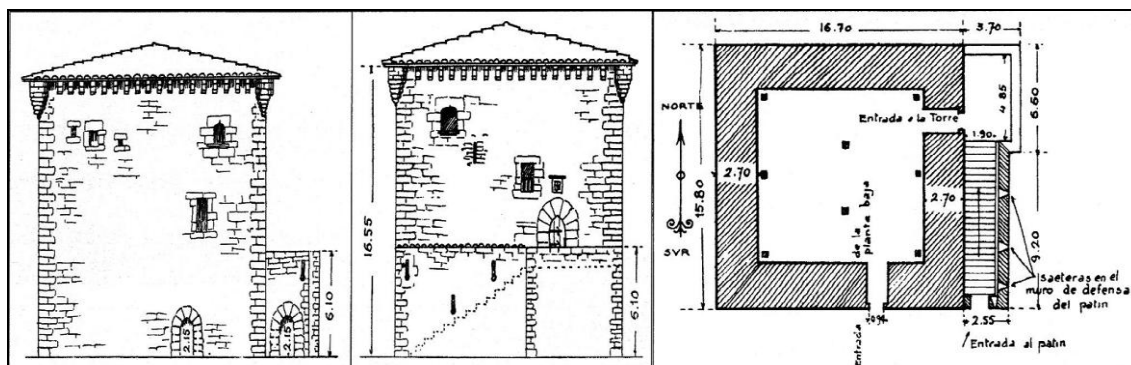 6.10
2.15
2.15
16.55
6.10
16.70
3.70
NORTE
SVR
15.80
2.70
Entrada a la Torre
4.85
6.60
1.90
2.70
de la
planta baja
Entrada
0.94
9.20
saeteras en el
muro de defensa
del patin
2.55
Entrada al patin